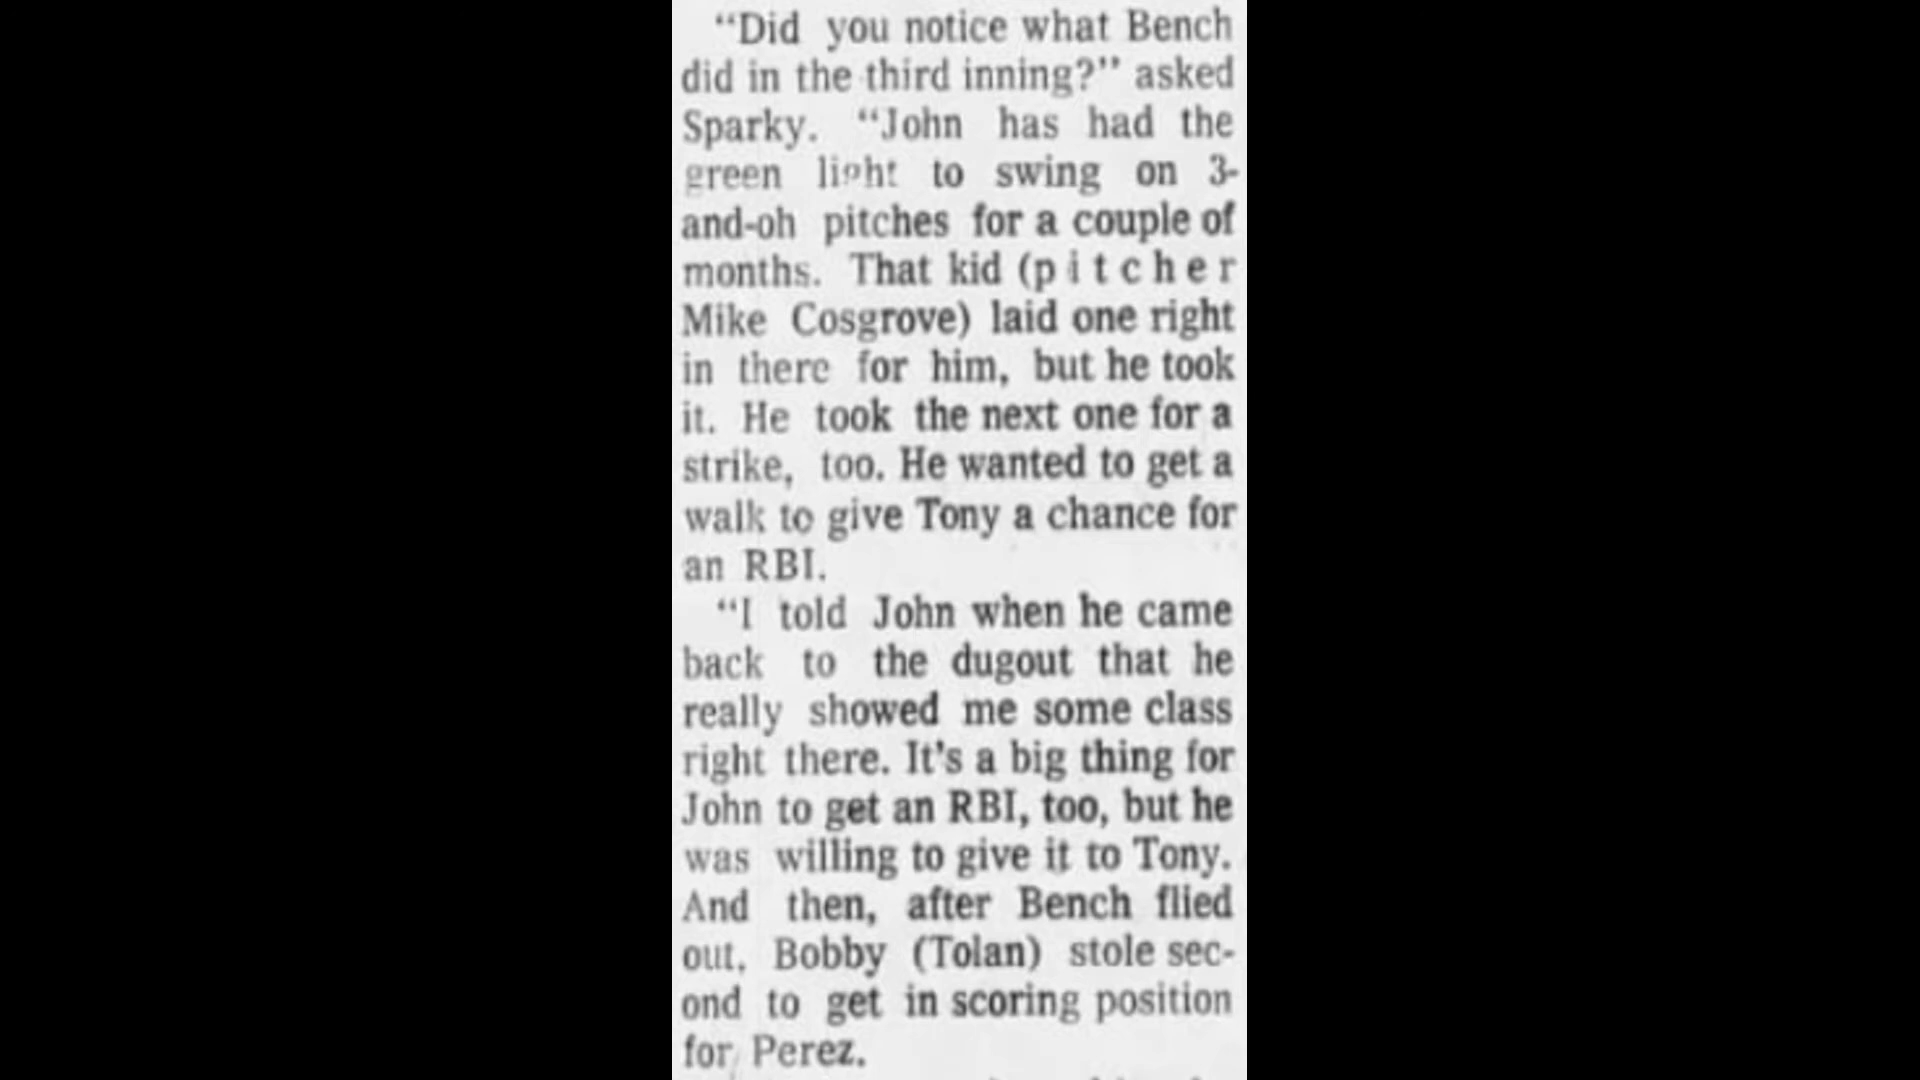 “Did you notice what Bench
did in the third inning?” asked
Sparky. “John has had the
green light to swing on 3-
and-oh pitches for a couple of
months. That kid (pitcher
Mike Cosgrove) laid one right
in there for him, but he took
it. He took the next one for a
strike, too. He wanted to get a
walk to give Tony a chance for
an RBI.
“I told John when he came
back to the dugout that he
really showed me some class
right there. It’s a big thing for
John to get an RBI, too, but he
was willing to give it to Tony.
And then, after Bench flied
out, Bobby (Tolan) stole sec-
ond to get in scoring position
for Perez.